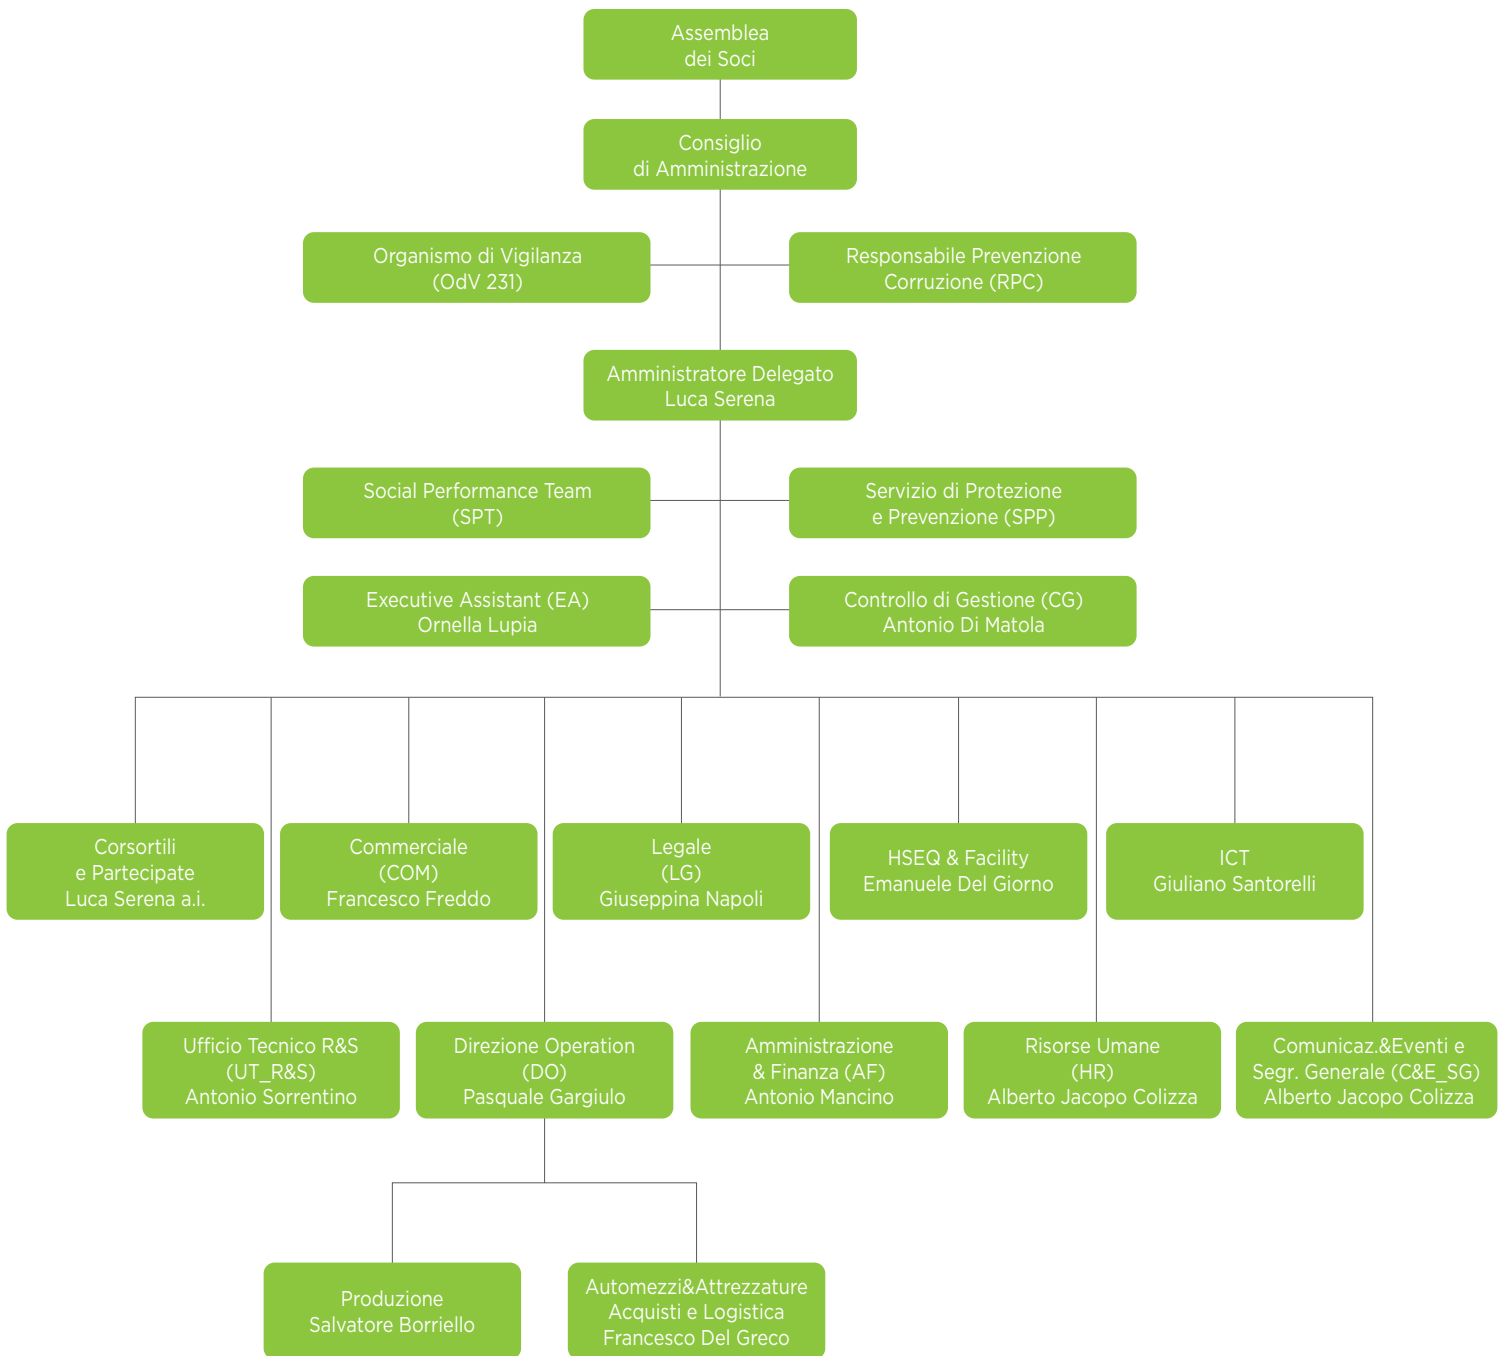 Assemblea
dei Soci
Consiglio
di Amministrazione
Organismo di Vigilanza
(OdV 231)
Responsabile Prevenzione
Corruzione (RPC)
Amministratore Delegato
Luca Serena
Social Performance Team
(SPT)
Servizio di Protezione
e Prevenzione (SPP)
Executive Assistant (EA)
Ornella Lupia
Controllo di Gestione (CG)
Antonio Di Matola
Corsortili
e Partecipate
Luca Serena a.i.
Commerciale
(COM)
Francesco Freddo
Legale
(LG)
Giuseppina Napoli
HSEQ & Facility
Emanuele Del Giorno
ICT
Giuliano Santorelli
Ufficio Tecnico R&S
(UT_R&S)
Antonio Sorrentino
Direzione Operation
(DO)
Pasquale Gargiulo
Amministrazione
& Finanza (AF)
Antonio Mancino
Risorse Umane
(HR)
Alberto Jacopo Colizza
Comunicaz.&Eventi e
Segr. Generale (C&E_SG)
Alberto Jacopo Colizza
Produzione
Salvatore Borriello
Automezzi&Attrezzature
Acquisti e Logistica
Francesco Del Greco